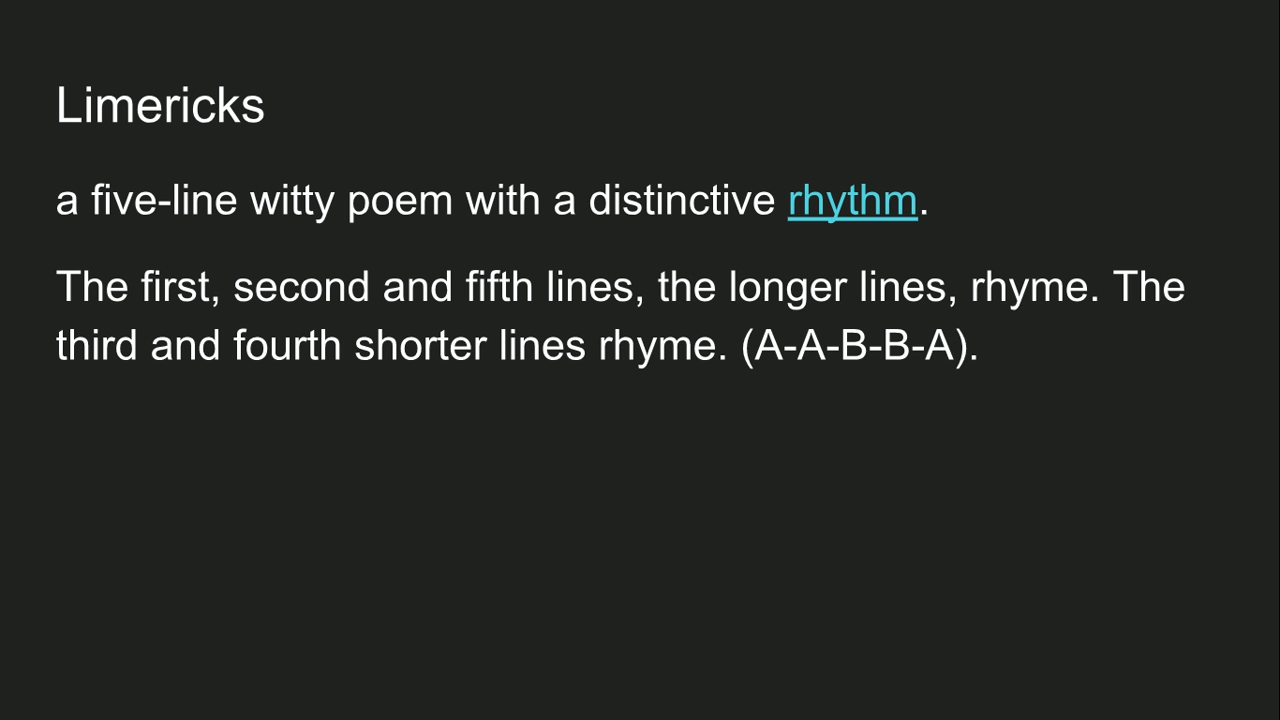 Limericks
a five-line witty poem with a distinctive rhythm.
The first, second and fifth lines, the longer lines, rhyme. The
third and fourth shorter lines rhyme. (A-A-B-B-A).